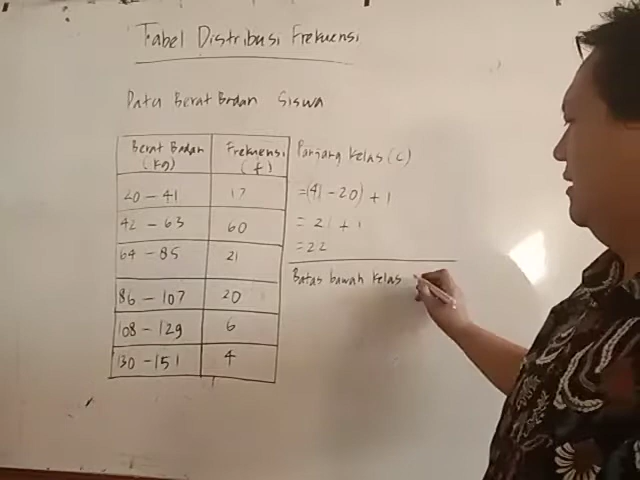 Tabel Distribusi Frekuensi
Data Berat Badan Siswa
Berat Badan (Kg) Frekuensi (f)
20 - 41 17
42 - 63 60
64 - 85 21
86 - 107 20
108 - 129 6
130 - 151 4
Panjang Kelas (C)
= (41 - 20) + 1
= 21 + 1
= 22
Batas bawah Kelas